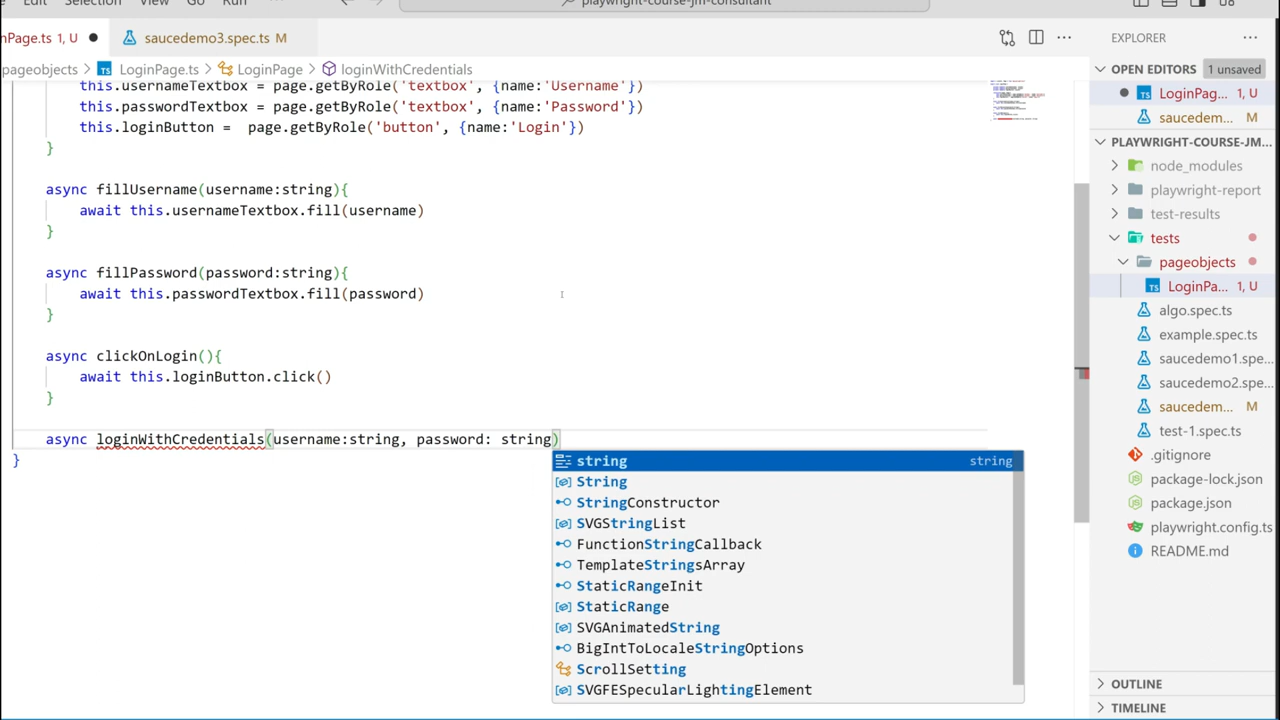 Edit Selection View Go Run ... playwright-course-jm-consultant
nPage.ts 1, U saucedemo3.spec.ts M
EXPLORER
pageobjects > TS LoginPage.ts > LoginPage > loginWithCredentials
OPEN EDITORS 1 unsaved
TS LoginPag... 1, U
saucedem... M
PLAYWRIGHT-COURSE-JM...
node_modules
playwright-report
test-results
tests
pageobjects
TS LoginPa... 1, U
algo.spec.ts
example.spec.ts
saucedemo1.spe...
saucedemo2.spe...
saucedem... M
test-1.spec.ts
.gitignore
package-lock.json
package.json
playwright.config.ts
README.md
OUTLINE
TIMELINE
this.usernameTextbox = page.getByRole('textbox', {name:'Username'})
this.passwordTextbox = page.getByRole('textbox', {name:'Password'})
this.loginButton = page.getByRole('button', {name:'Login'})
}
async fillUsername(username:string){
await this.usernameTextbox.fill(username)
}
async fillPassword(password:string){
await this.passwordTextbox.fill(password)
}
async clickOnLogin(){
await this.loginButton.click()
}
async loginWithCredentials(username:string, password: string)
}
string string
String
StringConstructor
SVGStringList
FunctionStringCallback
TemplateStringsArray
StaticRangeInit
StaticRange
SVGAnimatedString
BigIntToLocaleStringOptions
ScrollSetting
SVGFESpecularLightingElement